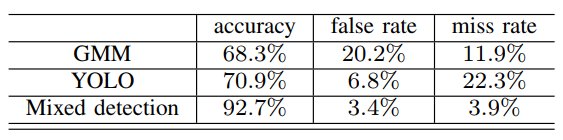 accuracy false rate miss rate
GMM 68.3% 20.2% 11.9%
YOLO 70.9% 6.8% 22.3%
Mixed detection 92.7% 3.4% 3.9%